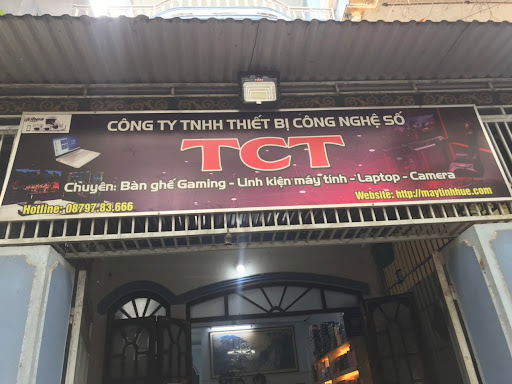 CÔNG TY TNHH THIẾT BỊ CÔNG NGHỆ SỐ
TCT
Chuyên: Bàn ghế Gaming - Linh kiện máy tính - Laptop - Camera
Hotline: 08797.83.666
Website: http://maytinhhue.com